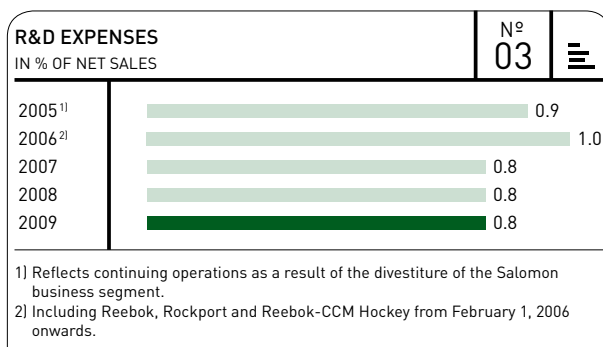 R&D EXPENSES
IN % OF NET SALES
Nº
03
2005 1) 0.9
2006 2) 1.0
2007 0.8
2008 0.8
2009 0.8
1) Reflects continuing operations as a result of the divestiture of the Salomon
business segment.
2) Including Reebok, Rockport and Reebok-CCM Hockey from February 1, 2006
onwards.